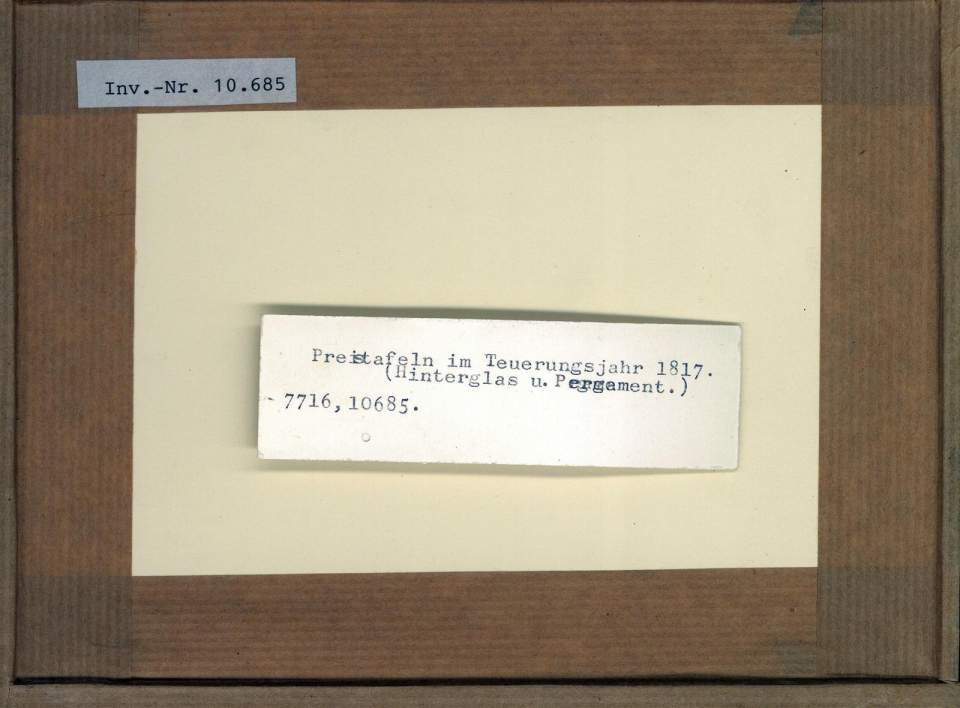 Inv.-Nr. 10.685
Preistafeln im Teuerungsjahr 1817.
(Hinterglas u. Pergament.)
- 7716, 10685.